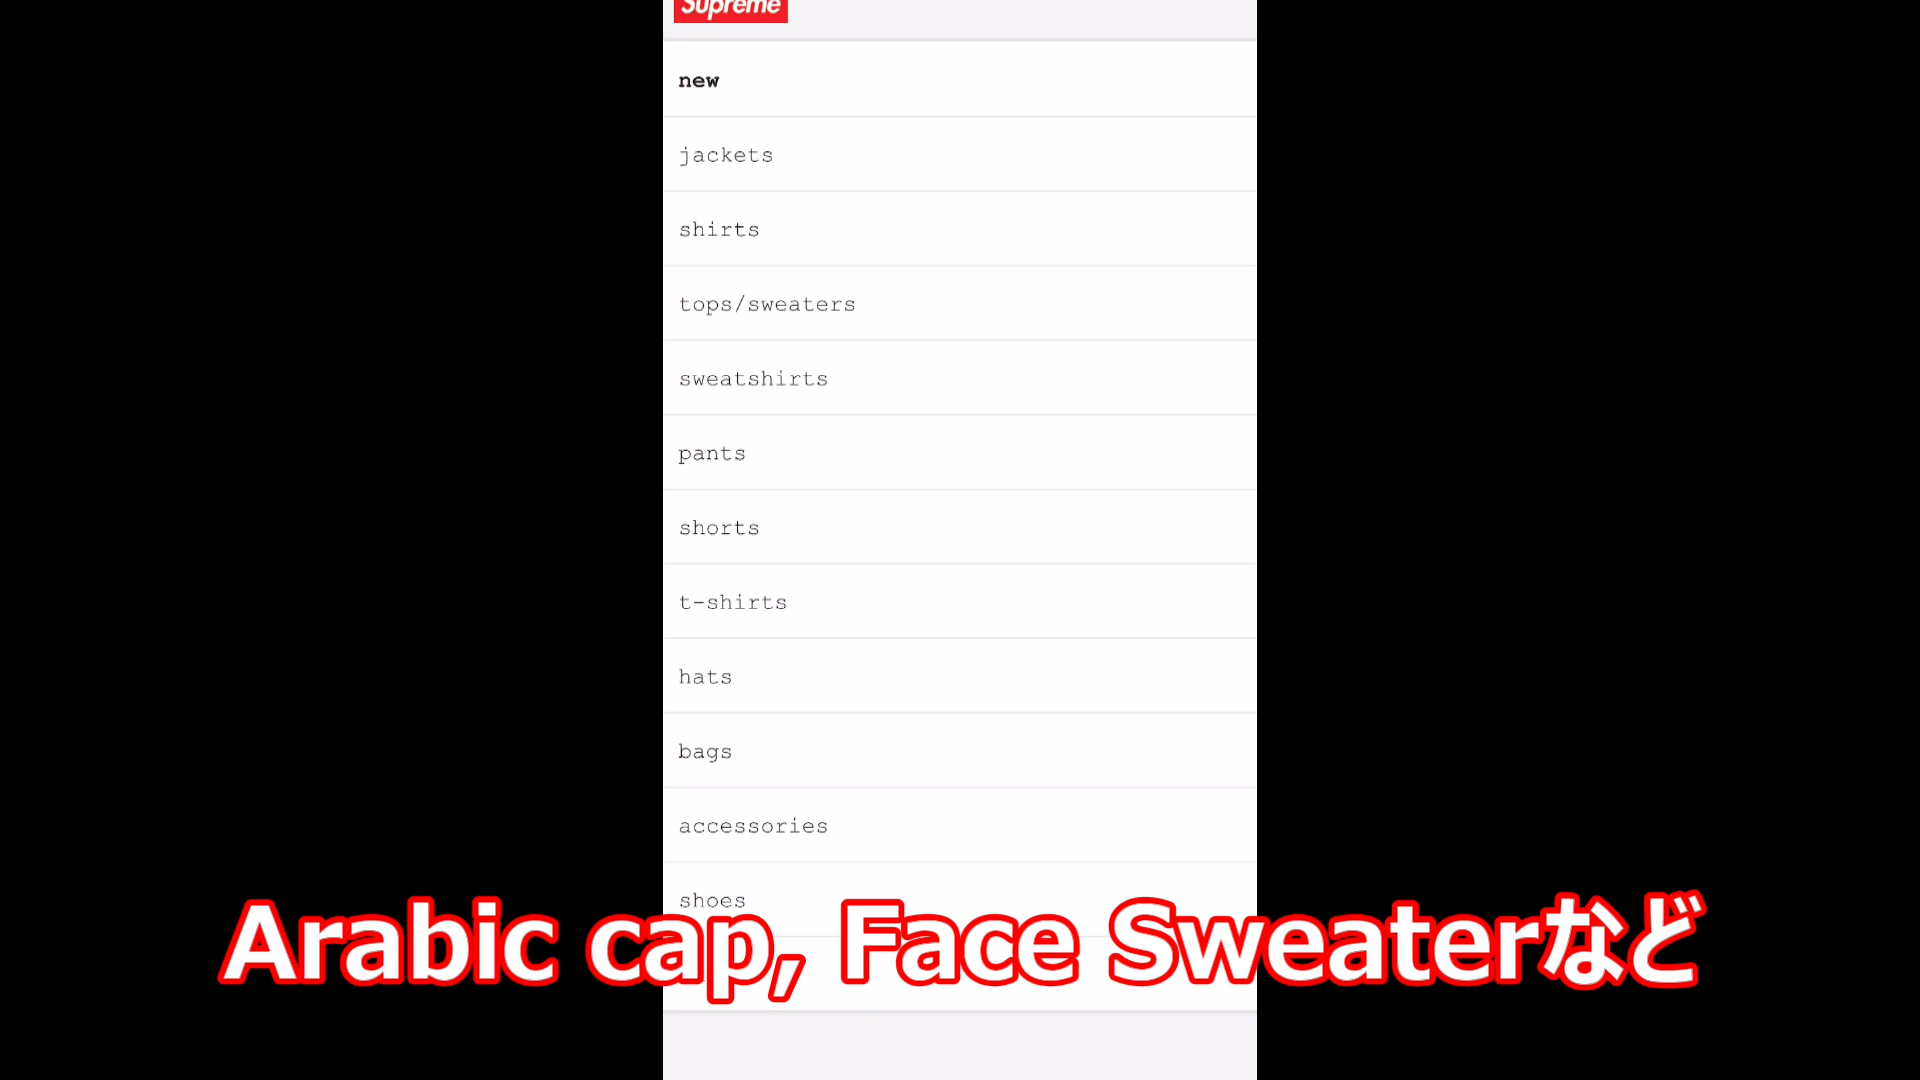 Supreme
new
jackets
shirts
tops/sweaters
sweatshirts
pants
shorts
t-shirts
hats
bags
accessories
shoes
Arabic cap, Face Sweaterなど